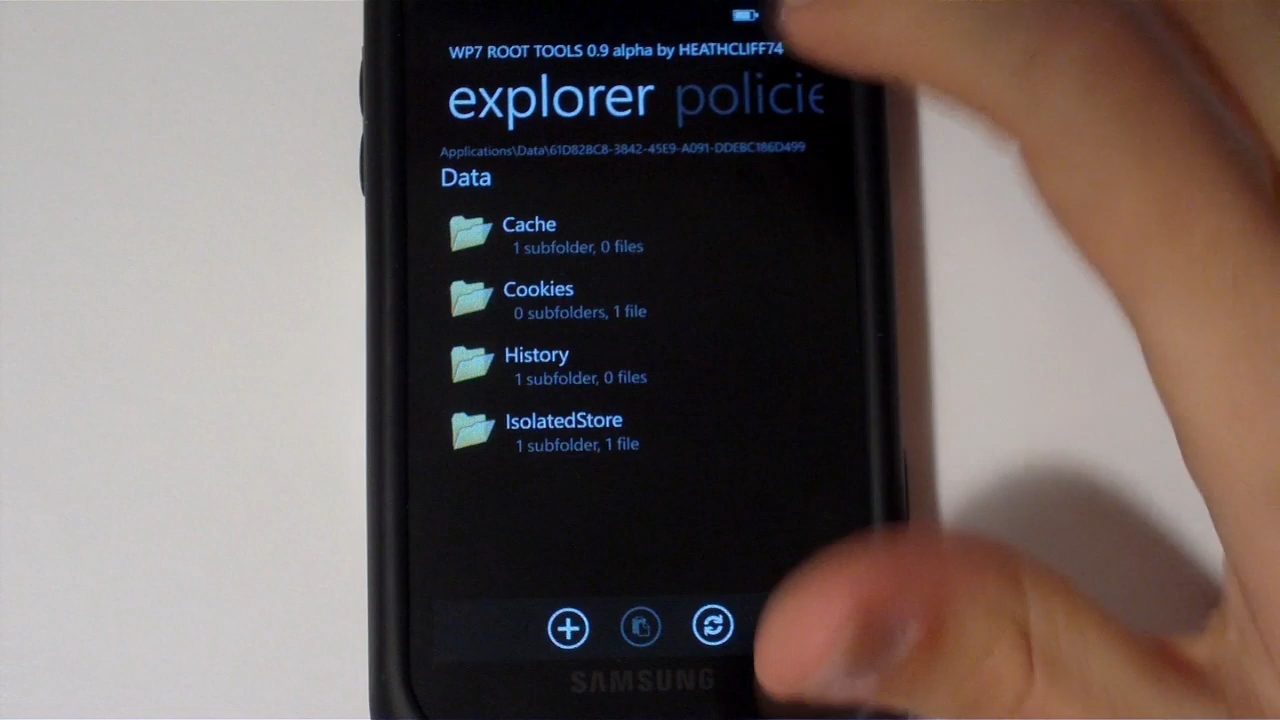 WP7 ROOT TOOLS 0.9 alpha by HEATHCLIFF74
explorer policie
Applications\Data\61D82BC8-3842-45E9-A091-DDEBC186D499
Data
Cache
1 subfolder, 0 files
Cookies
0 subfolders, 1 file
History
1 subfolder, 0 files
IsolatedStore
1 subfolder, 1 file
SAMSUNG